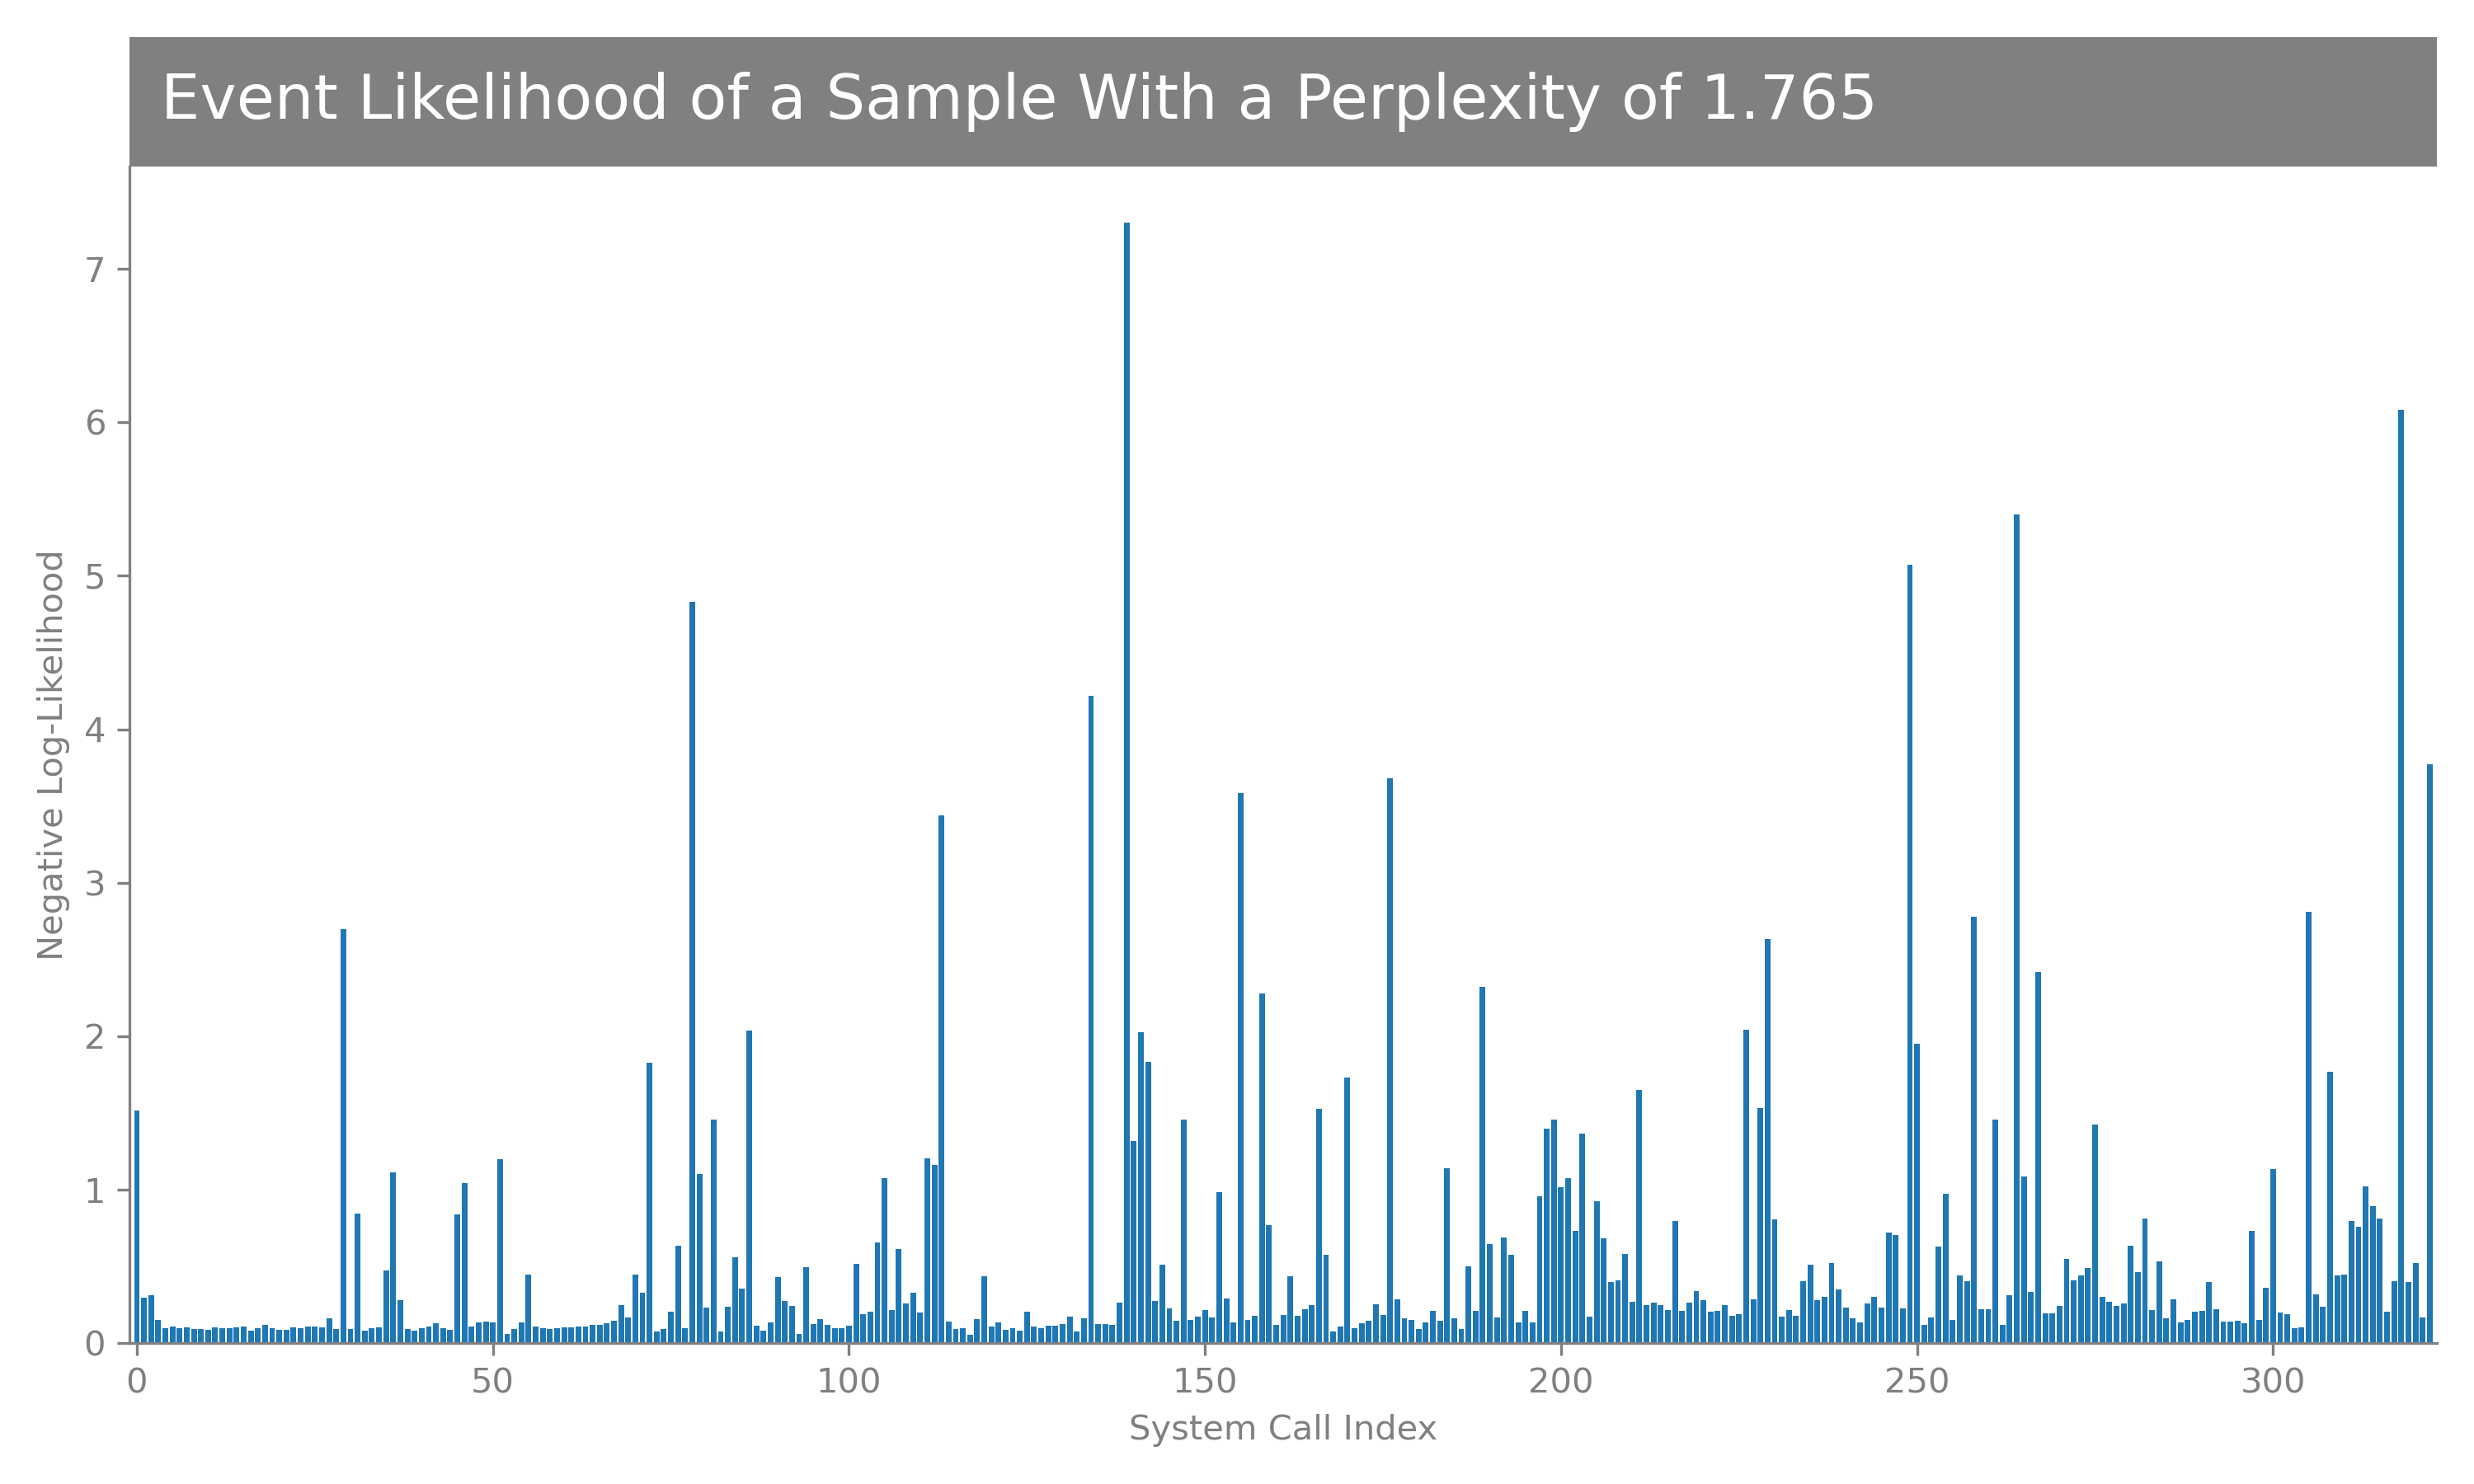 Event Likelihood of a Sample With a Perplexity of 1.765
Negative Log-Likelihood
7
6
5
4
3
2
1
0
0 50 100 150 200 250 300
System Call Index